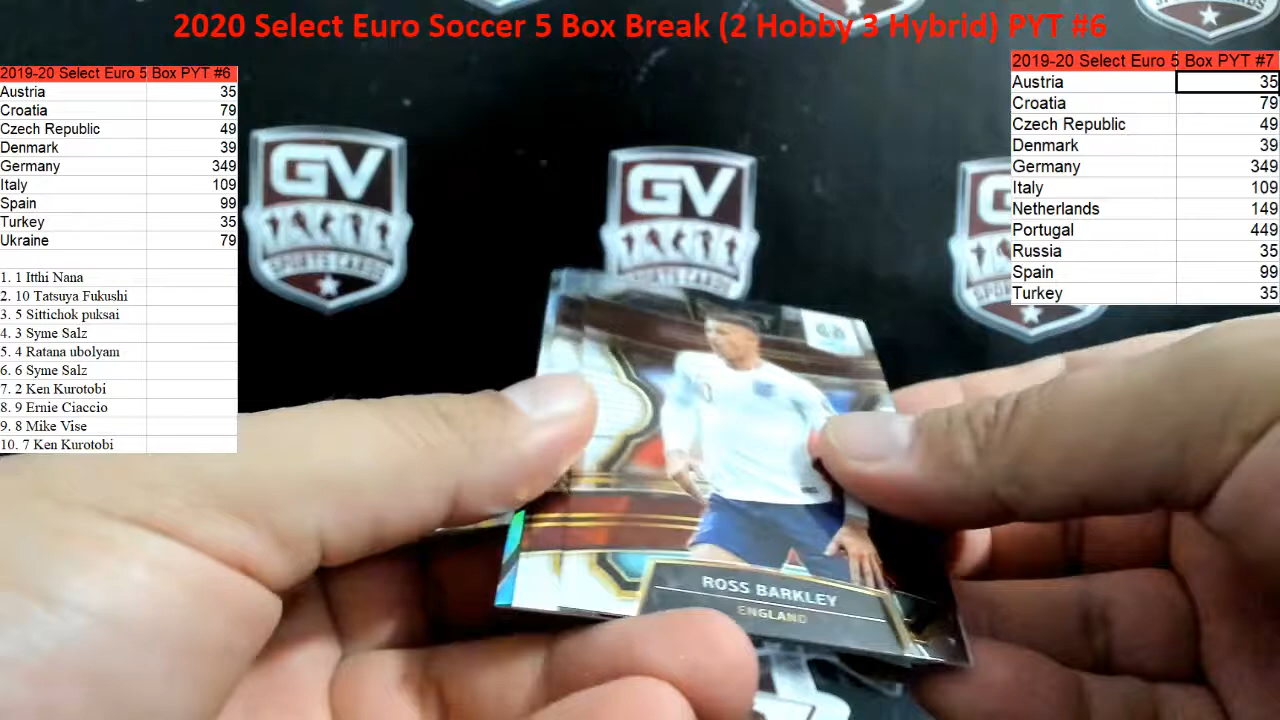 2020 Select Euro Soccer 5 Box Break (2 Hobby 3 Hybrid) PYT #6
2019-20 Select Euro 5 Box PYT #6
Austria 35
Croatia 79
Czech Republic 49
Denmark 39
Germany 349
Italy 109
Spain 99
Turkey 35
Ukraine 79
1. 1 Itthi Nana
2. 10 Tatsuya Fukushi
3. 5 Sittichok puksai
4. 3 Syme Salz
5. 4 Ratana ubolyam
6. 6 Syme Salz
7. 2 Ken Kurotobi
8. 9 Ernie Ciaccio
9. 8 Mike Vise
10. 7 Ken Kurotobi
2019-20 Select Euro 5 Box PYT #7
Austria 35
Croatia 79
Czech Republic 49
Denmark 39
Germany 349
Italy 109
Netherlands 149
Portugal 449
Russia 35
Spain 99
Turkey 35
GV
SPORTS CARDS
GV
SPORTS CARDS
ROSS BARKLEY
ENGLAND